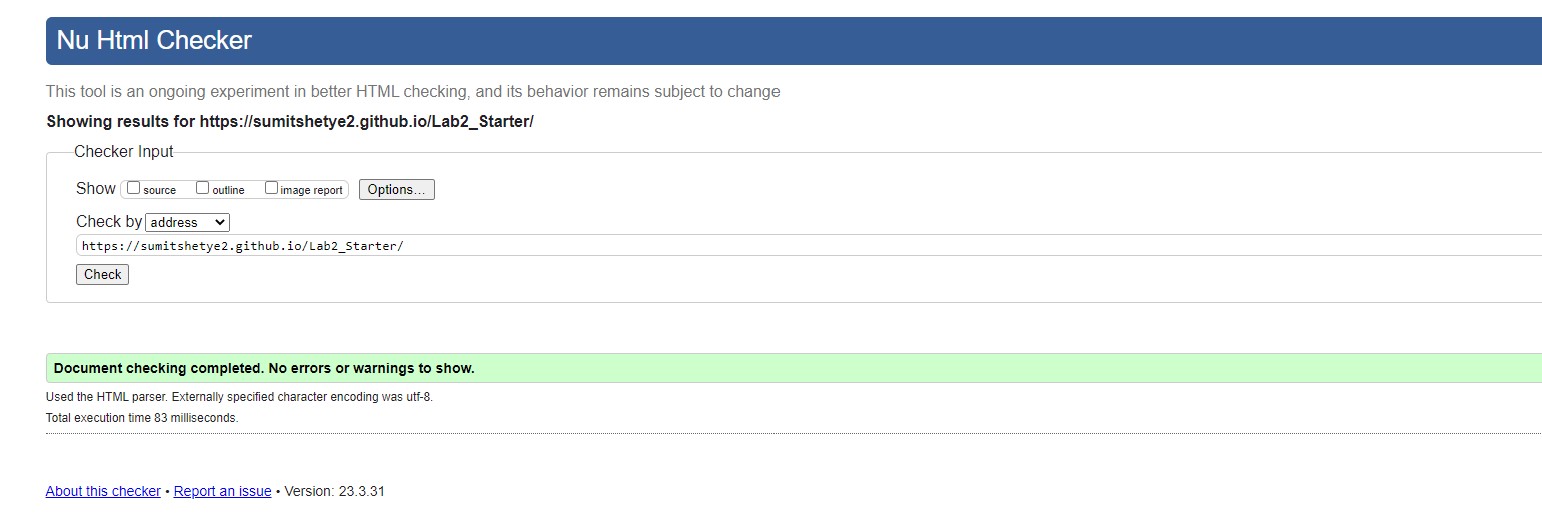 Nu Html Checker
This tool is an ongoing experiment in better HTML checking, and its behavior remains subject to change
Showing results for https://sumitshetye2.github.io/Lab2_Starter/
Checker Input
Show source outline image report Options...
Check by address
https://sumitshetye2.github.io/Lab2_Starter/
Check
Document checking completed. No errors or warnings to show.
Used the HTML parser. Externally specified character encoding was utf-8.
Total execution time 83 milliseconds.
About this checker • Report an issue • Version: 23.3.31